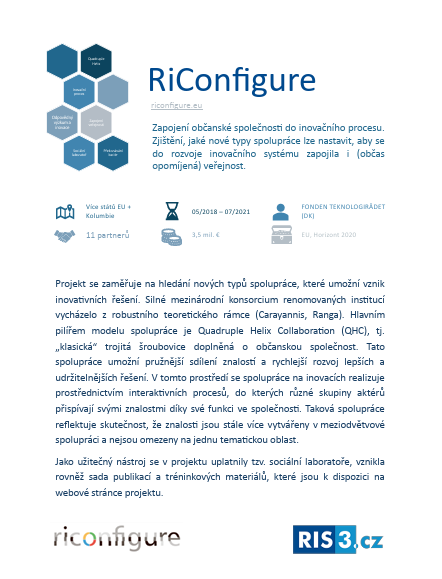 Quadruple
Helix
Inovační
proces
Odpovědný
výzkum a
inovace
Systém
Sociální
laboratoř
RiConfigure
riconfigure.eu
Zapojení občanské společnosti do inovačního procesu.
Zjištění, jaké nové typy spolupráce lze nastavit, aby se
do rozvoje inovačního systému zapojila i (občas
opomíjená) veřejnost.
Více států EU +
Kolumbie
05/2018 – 07/2021
FONDEN TEKNOLOGIRÅDET
(DK)
11 partnerů
3,5 mil. €
EU, Horizont 2020
Projekt se zaměřuje na hledání nových typů spolupráce, které umožní vznik
inovativních řešení. Silné mezinárodní konsorcium renomovaných institucí
vycházelo z robustního teoretického rámce (Carayannis, Ranga). Hlavním
pilířem modelu spolupráce je Quadruple Helix Collaboration (QHC), tj.
„klasická“ trojitá šroubovice doplněná o občanskou společnost. Tato
spolupráce umožní pružnější sdílení znalostí a rychlejší rozvoj lepších a
udržitelnějších řešení. V tomto prostředí se spolupráce na inovacích realizuje
prostřednictvím interaktivních procesů, do kterých různé skupiny aktérů
přispívají svými znalostmi díky své funkci ve společnosti. Taková spolupráce
reflektuje skutečnost, že znalosti jsou stále více vytvářeny v meziodvětvové
spolupráci a nejsou omezeny na jednu tematickou oblast.
Jako užitečný nástroj se v projektu uplatnily tzv. sociální laboratoře, vznikla
rovněž sada publikací a tréninkových materiálů, které jsou k dispozici na
webové stránce projektu.
riconfigure
RIS3.cz